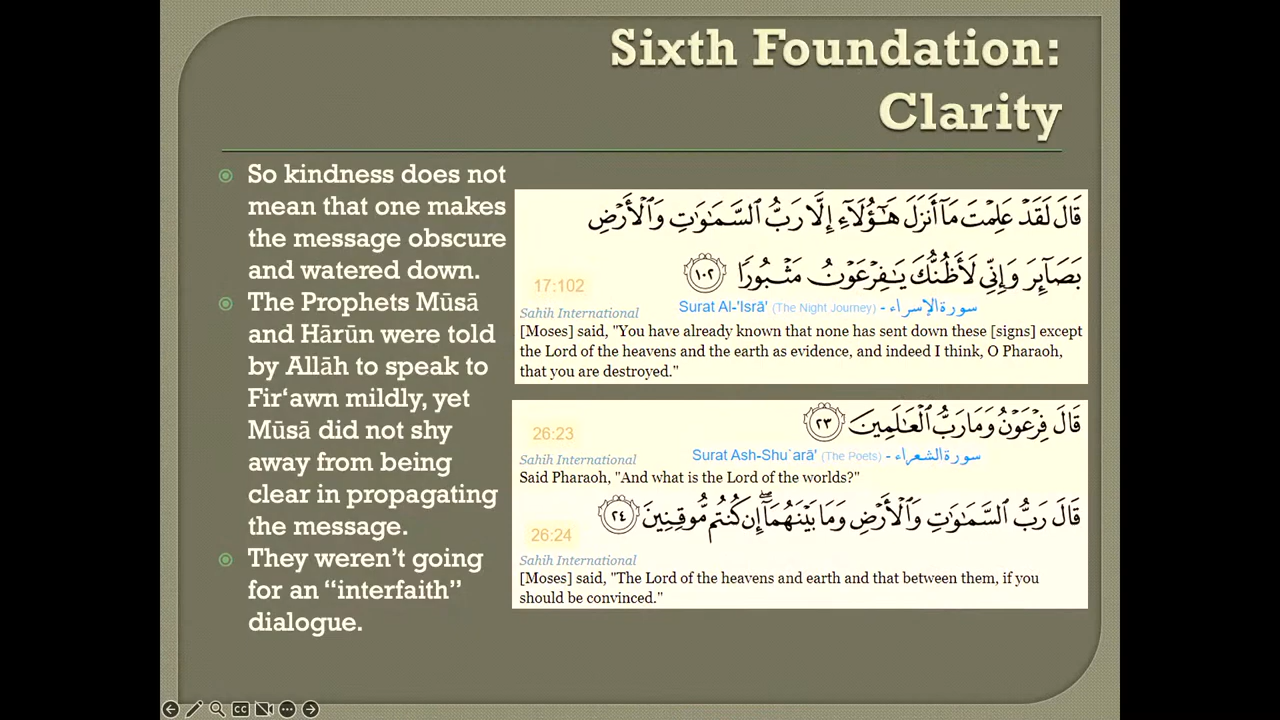 Sixth Foundation:
Clarity
So kindness does not
mean that one makes
the message obscure
and watered down.
The Prophets Mūsā
and Hārūn were told
by Allāh to speak to
Fir‘awn mildly, yet
Mūsā did not shy
away from being
clear in propagating
the message.
They weren’t going
for an “interfaith”
dialogue.
قَالَ لَقَدْ عَلِمْتَ مَآ أَنزَلَ هَـٰٓؤُلَآءِ إِلَّا رَبُّ ٱلسَّمَـٰوَٰتِ وَٱلْأَرْضِ
بَصَآئِرَ وَإِنِّى لَأَظُنُّكَ يَـٰفِرْعَوْنُ مَثْبُورًا ١٠٢
17:102
Surat Al-'Isrā' (The Night Journey) - سورة الإسراء
Sahih International
[Moses] said, "You have already known that none has sent down these [signs] except
the Lord of the heavens and the earth as evidence, and indeed I think, O Pharaoh,
that you are destroyed."
قَالَ فِرْعَوْنُ وَمَا رَبُّ ٱلْعَـٰلَمِينَ ٢٣
26:23
Surat Ash-Shu`arā' (The Poets) - سورة الشعراء
Sahih International
Said Pharaoh, "And what is the Lord of the worlds?"
قَالَ رَبُّ ٱلسَّمَـٰوَٰتِ وَٱلْأَرْضِ وَمَا بَيْنَهُمَآ ۖ إِن كُنتُم مُّوقِنِينَ ٢٤
26:24
Sahih International
[Moses] said, "The Lord of the heavens and earth and that between them, if you
should be convinced."
CC